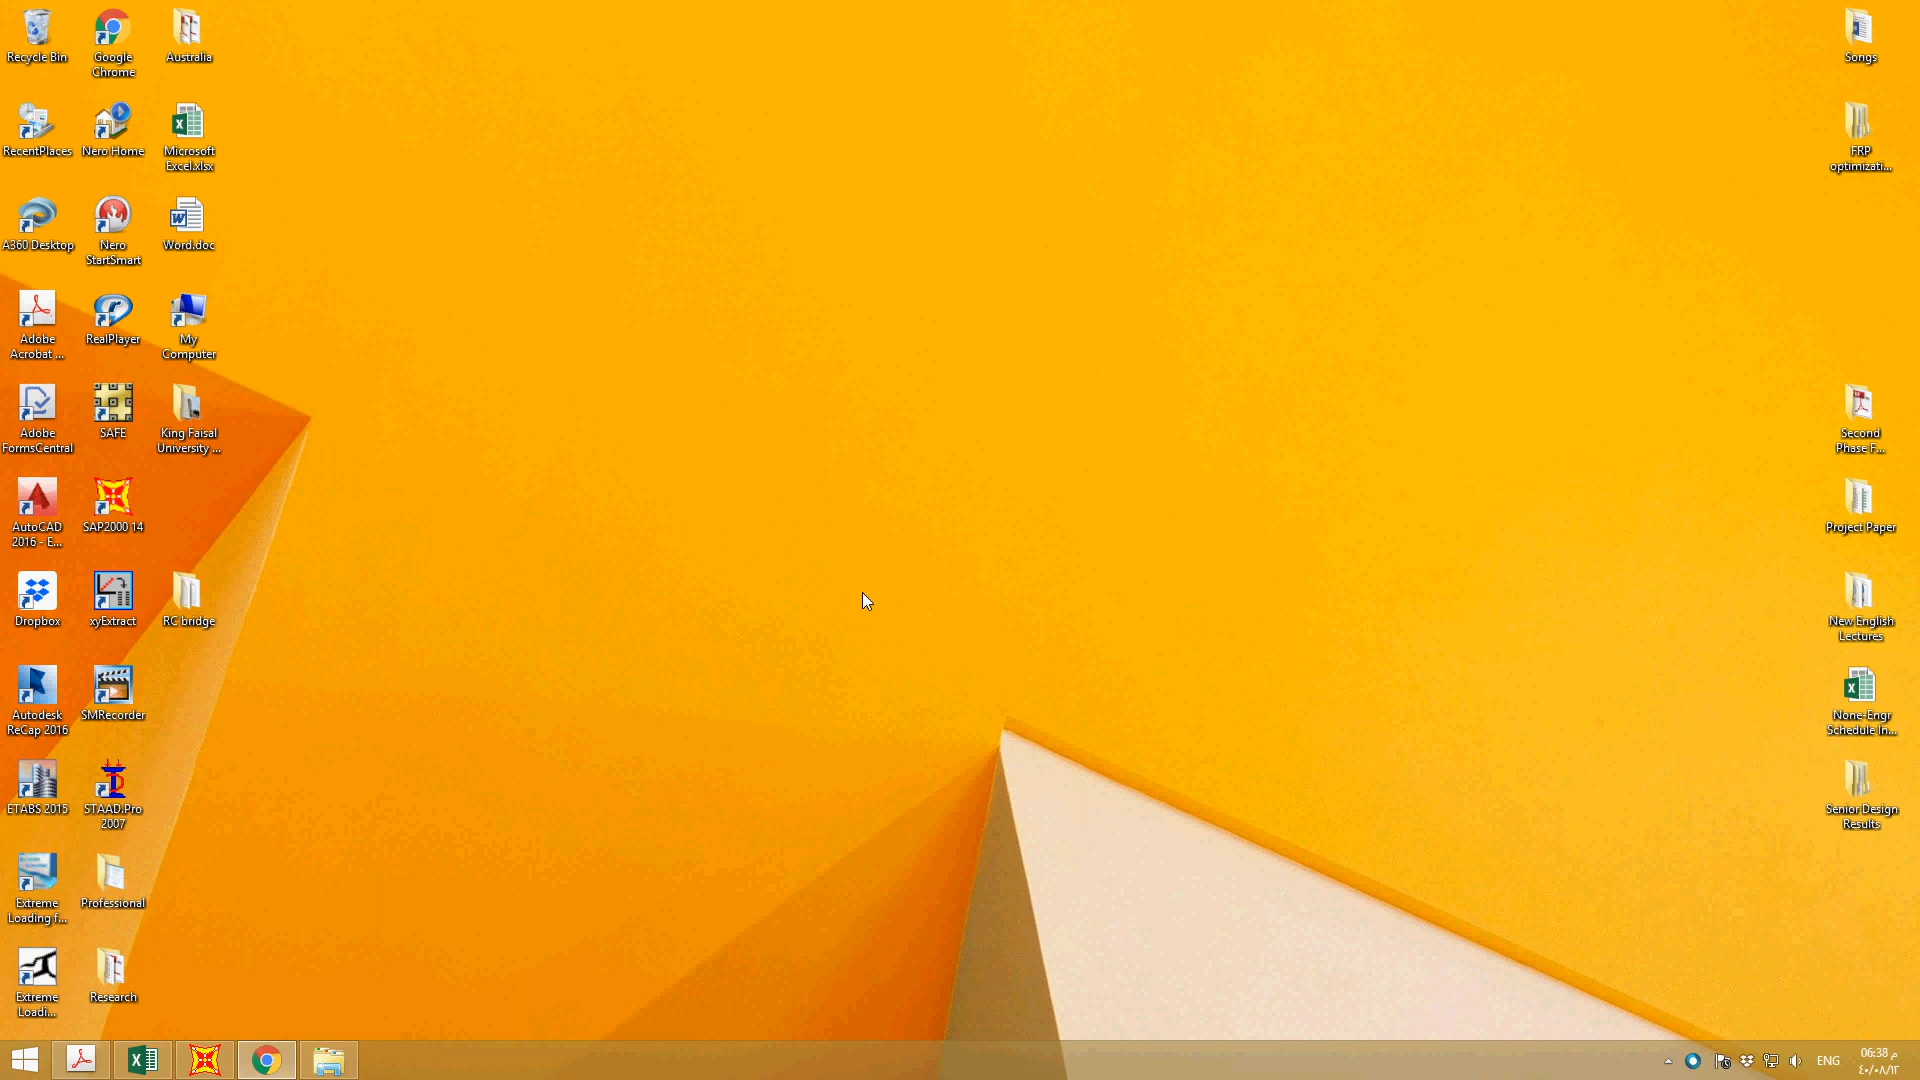 Recycle Bin
Google
Chrome
Australia
RecentPlaces
Nero Home
Microsoft
Excel.xlsx
A360 Desktop
Nero
StartSmart
Word.doc
Adobe
Acrobat ...
RealPlayer
My
Computer
Adobe
FormsCentral
SAFE
King Faisal
University ...
AutoCAD
2016 - E...
SAP2000 14
Dropbox
xyExtract
RC bridge
Autodesk
ReCap 2016
SMRecorder
ETABS 2015
STAAD.Pro
2007
Extreme
Loading f...
Professional
Extreme
Loadi...
Research
Songs
FRP
optimizati...
Second
Phase F...
Project Paper
New English
Lectures
None-Engr
Schedule In...
Senior Design
Results
ENG
06:38 م
٤٠/٠٨/١٢